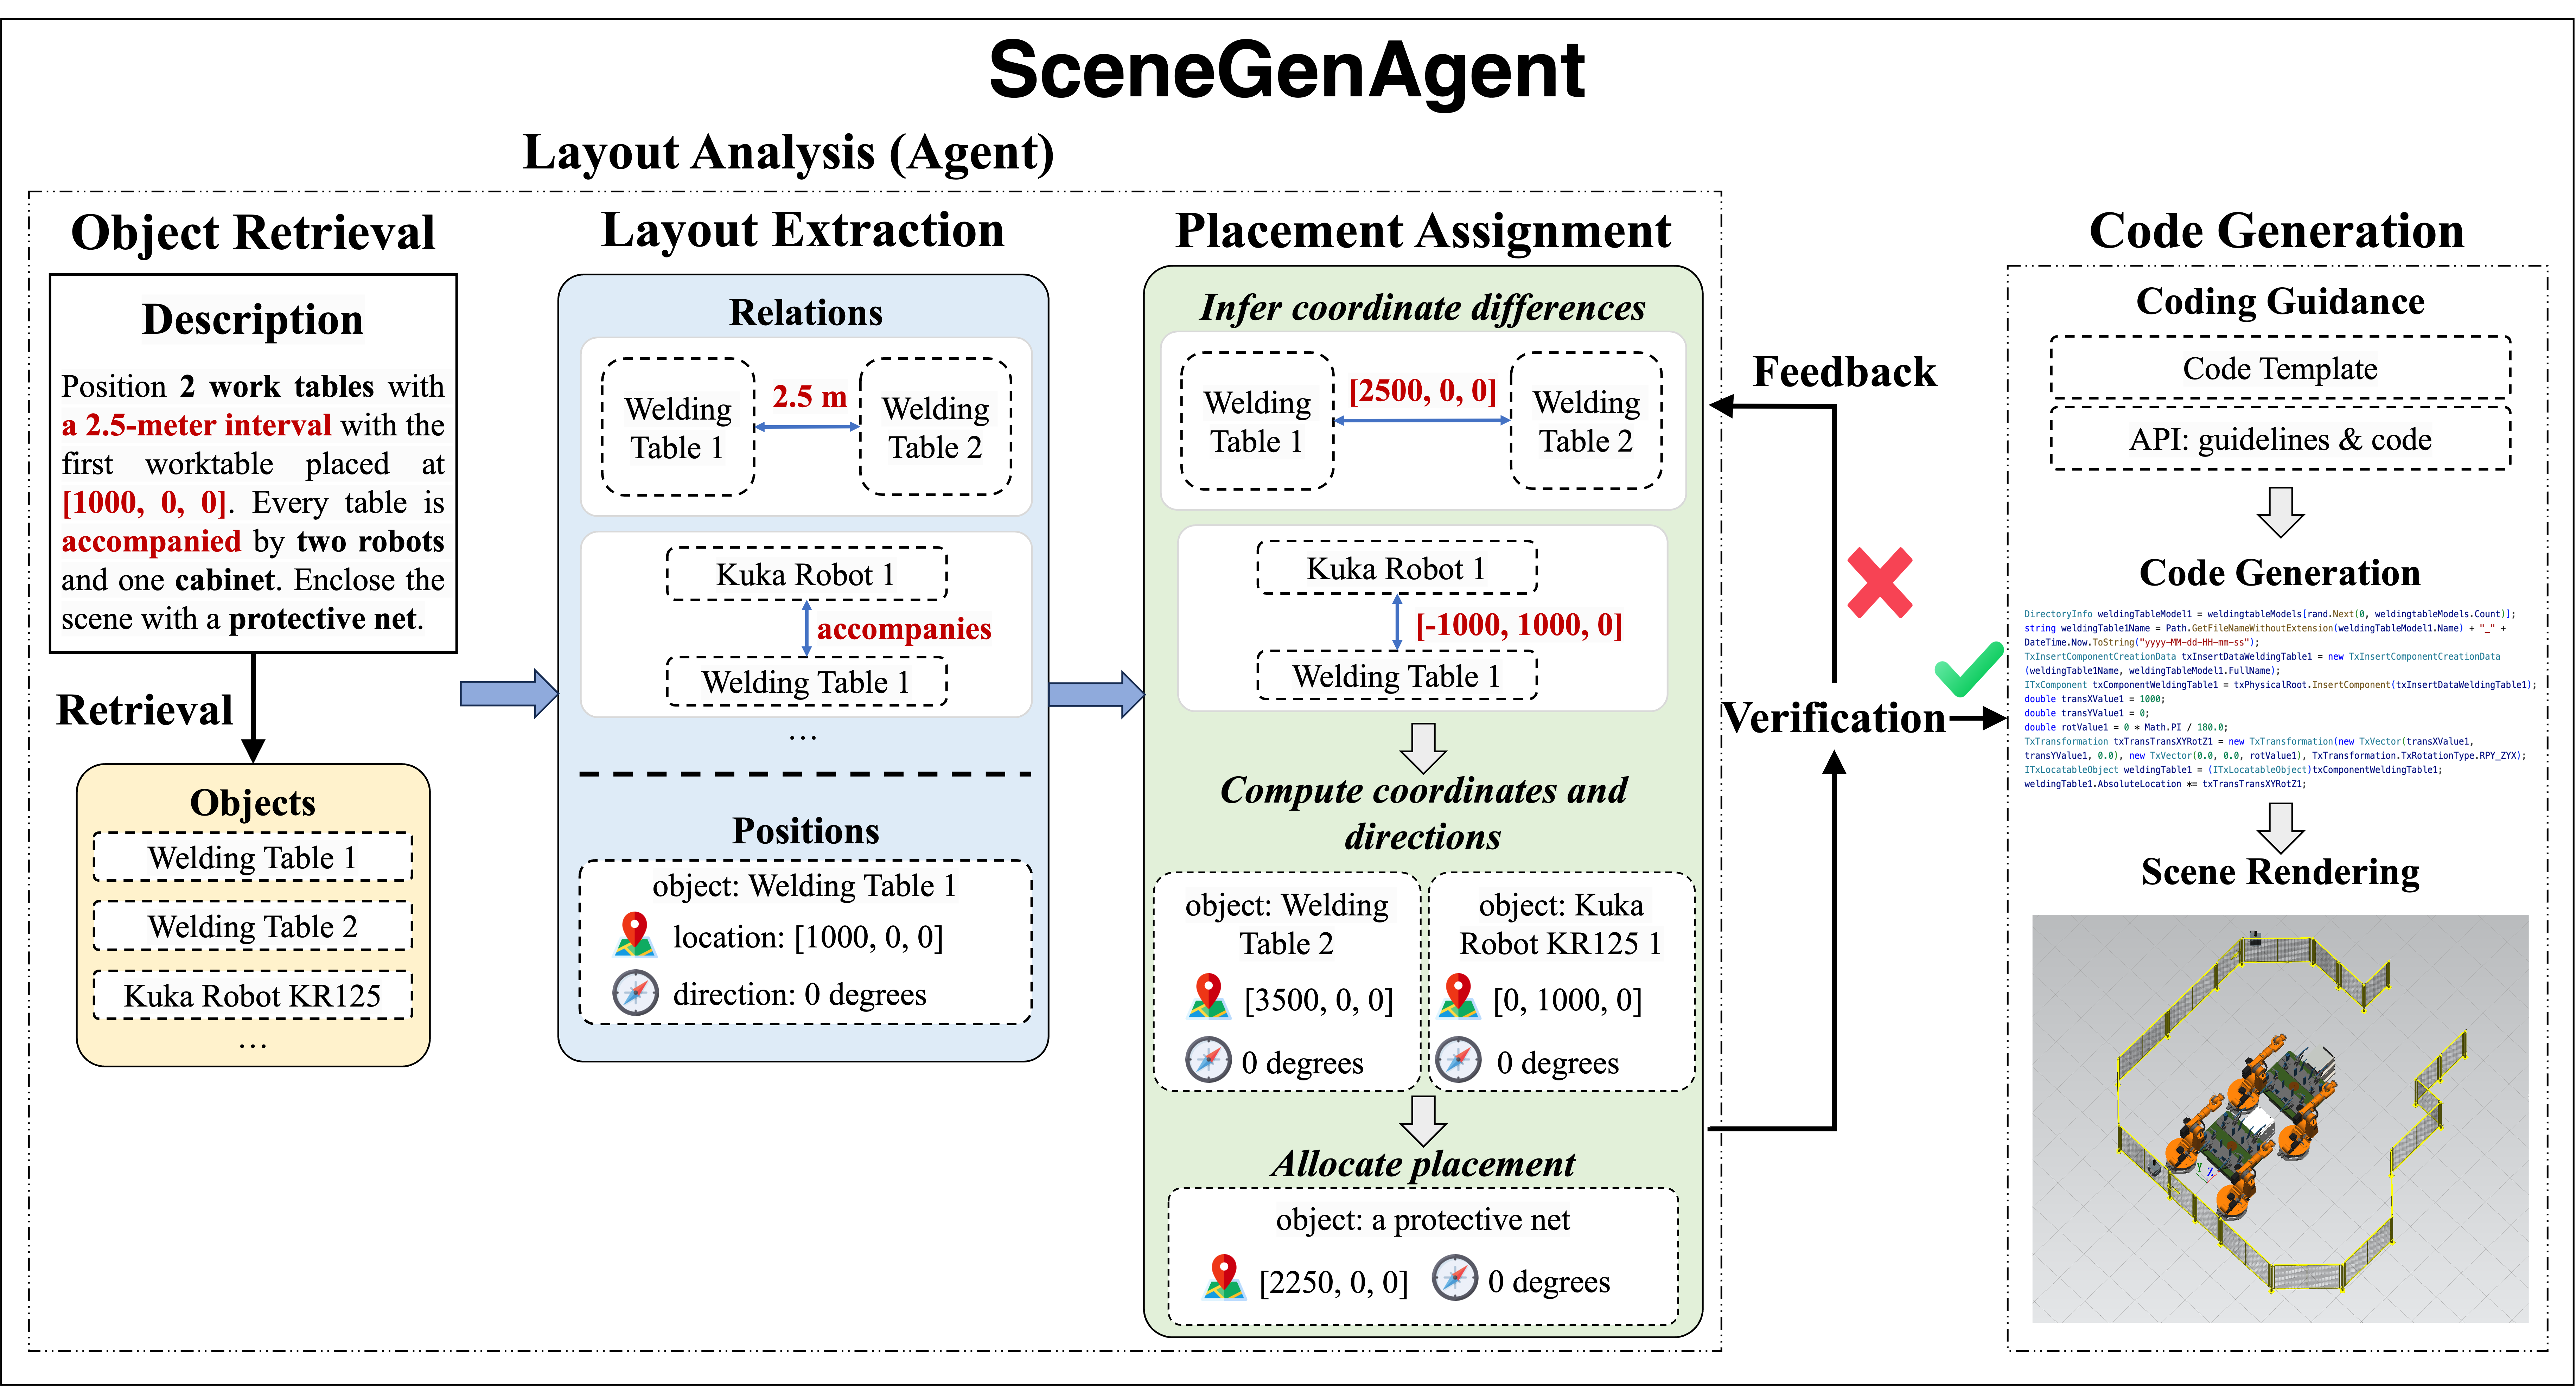 SceneGenAgent
Layout Analysis (Agent)
Object Retrieval
Description
Position 2 work tables with
a 2.5-meter interval with the
first worktable placed at
[1000, 0, 0]. Every table is
accompanied by two robots
and one cabinet. Enclose the
scene with a protective net.
Retrieval
Objects
Welding Table 1
Welding Table 2
Kuka Robot KR125
...
Layout Extraction
Relations
Welding
Table 1
2.5 m
Welding
Table 2
Kuka Robot 1
accompanies
Welding Table 1
...
Positions
object: Welding Table 1
location: [1000, 0, 0]
direction: 0 degrees
Placement Assignment
Infer coordinate differences
Welding
Table 1
[2500, 0, 0]
Welding
Table 2
Kuka Robot 1
[-1000, 1000, 0]
Welding Table 1
Compute coordinates and
directions
object: Welding
Table 2
[3500, 0, 0]
0 degrees
object: Kuka
Robot KR125 1
[0, 1000, 0]
0 degrees
Allocate placement
object: a protective net
[2250, 0, 0]
0 degrees
Feedback
Verification
Code Generation
Coding Guidance
Code Template
API: guidelines & code
Code Generation
DirectoryInfo weldingTableModel1 = weldingtableModels[rand.Next(0, weldingtableModels.Count)];
string weldingTable1Name = Path.GetFileNameWithoutExtension(weldingTableModel1.Name) + "_" +
DateTime.Now.ToString("yyyy-MM-dd-HH-mm-ss");
TxInsertComponentCreationData txInsertDataWeldingTable1 = new TxInsertComponentCreationData
(weldingTable1Name, weldingTableModel1.FullName);
ITxComponent txComponentWeldingTable1 = txPhysicalRoot.InsertComponent(txInsertDataWeldingTable1);
double transXValue1 = 1000;
double transYValue1 = 0;
double rotValue1 = 0 * Math.PI / 180.0;
TxTransformation txTransTransXYRotZ1 = new TxTransformation(new TxVector(transXValue1,
transYValue1, 0.0), new TxVector(0.0, 0.0, rotValue1), TxTransformation.TxRotationType.RPY_ZYX);
ITxLocatableObject weldingTable1 = (ITxLocatableObject)txComponentWeldingTable1;
weldingTable1.AbsoluteLocation *= txTransTransXYRotZ1;
Scene Rendering
Y
Z